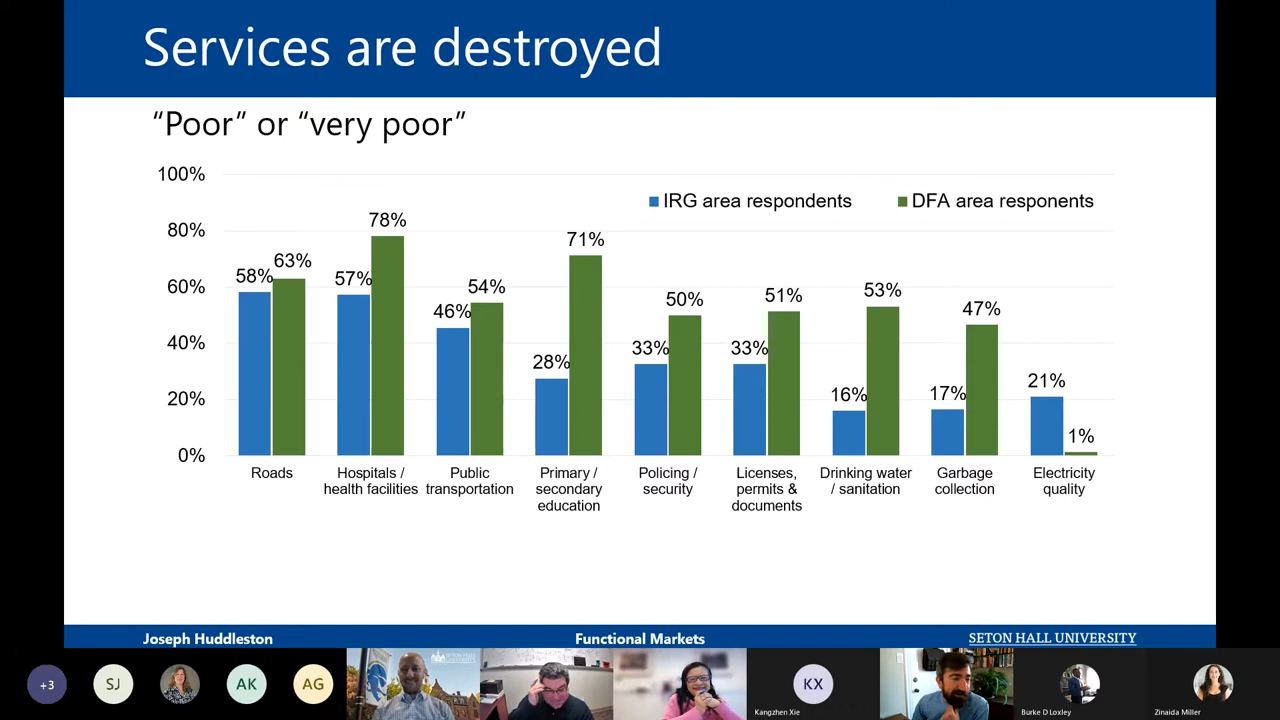 Services are destroyed
“Poor” or “very poor”
100%
80%
60%
40%
20%
0%
IRG area respondents
DFA area responents
58%
63%
57%
78%
46%
54%
28%
71%
33%
50%
33%
51%
16%
53%
17%
47%
21%
1%
Roads
Hospitals /
health facilities
Public
transportation
Primary /
secondary
education
Policing /
security
Licenses,
permits &
documents
Drinking water
/ sanitation
Garbage
collection
Electricity
quality
Joseph Huddleston
Functional Markets
SETON HALL UNIVERSITY
+3
SJ
AK
AG
SETON HALL
KX
Kangzhen Xie
Burke D Loxley
Zinaida Miller